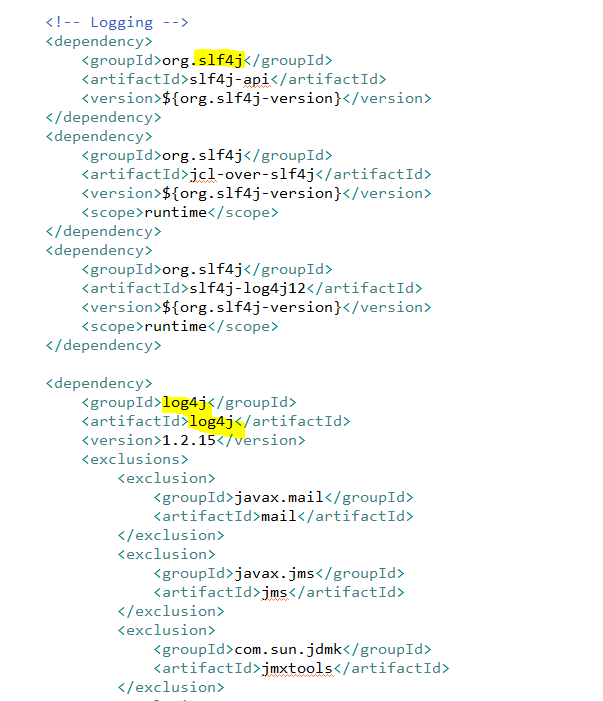 <!-- Logging -->
<dependency>
<groupId>org.slf4j</groupId>
<artifactId>slf4j-api</artifactId>
<version>${org.slf4j-version}</version>
</dependency>
<dependency>
<groupId>org.slf4j</groupId>
<artifactId>jcl-over-slf4j</artifactId>
<version>${org.slf4j-version}</version>
<scope>runtime</scope>
</dependency>
<dependency>
<groupId>org.slf4j</groupId>
<artifactId>slf4j-log4j12</artifactId>
<version>${org.slf4j-version}</version>
<scope>runtime</scope>
</dependency>
<dependency>
<groupId>log4j</groupId>
<artifactId>log4j</artifactId>
<version>1.2.15</version>
<exclusions>
<exclusion>
<groupId>javax.mail</groupId>
<artifactId>mail</artifactId>
</exclusion>
<exclusion>
<groupId>javax.jms</groupId>
<artifactId>jms</artifactId>
</exclusion>
<exclusion>
<groupId>com.sun.jdmk</groupId>
<artifactId>jmxtools</artifactId>
</exclusion>